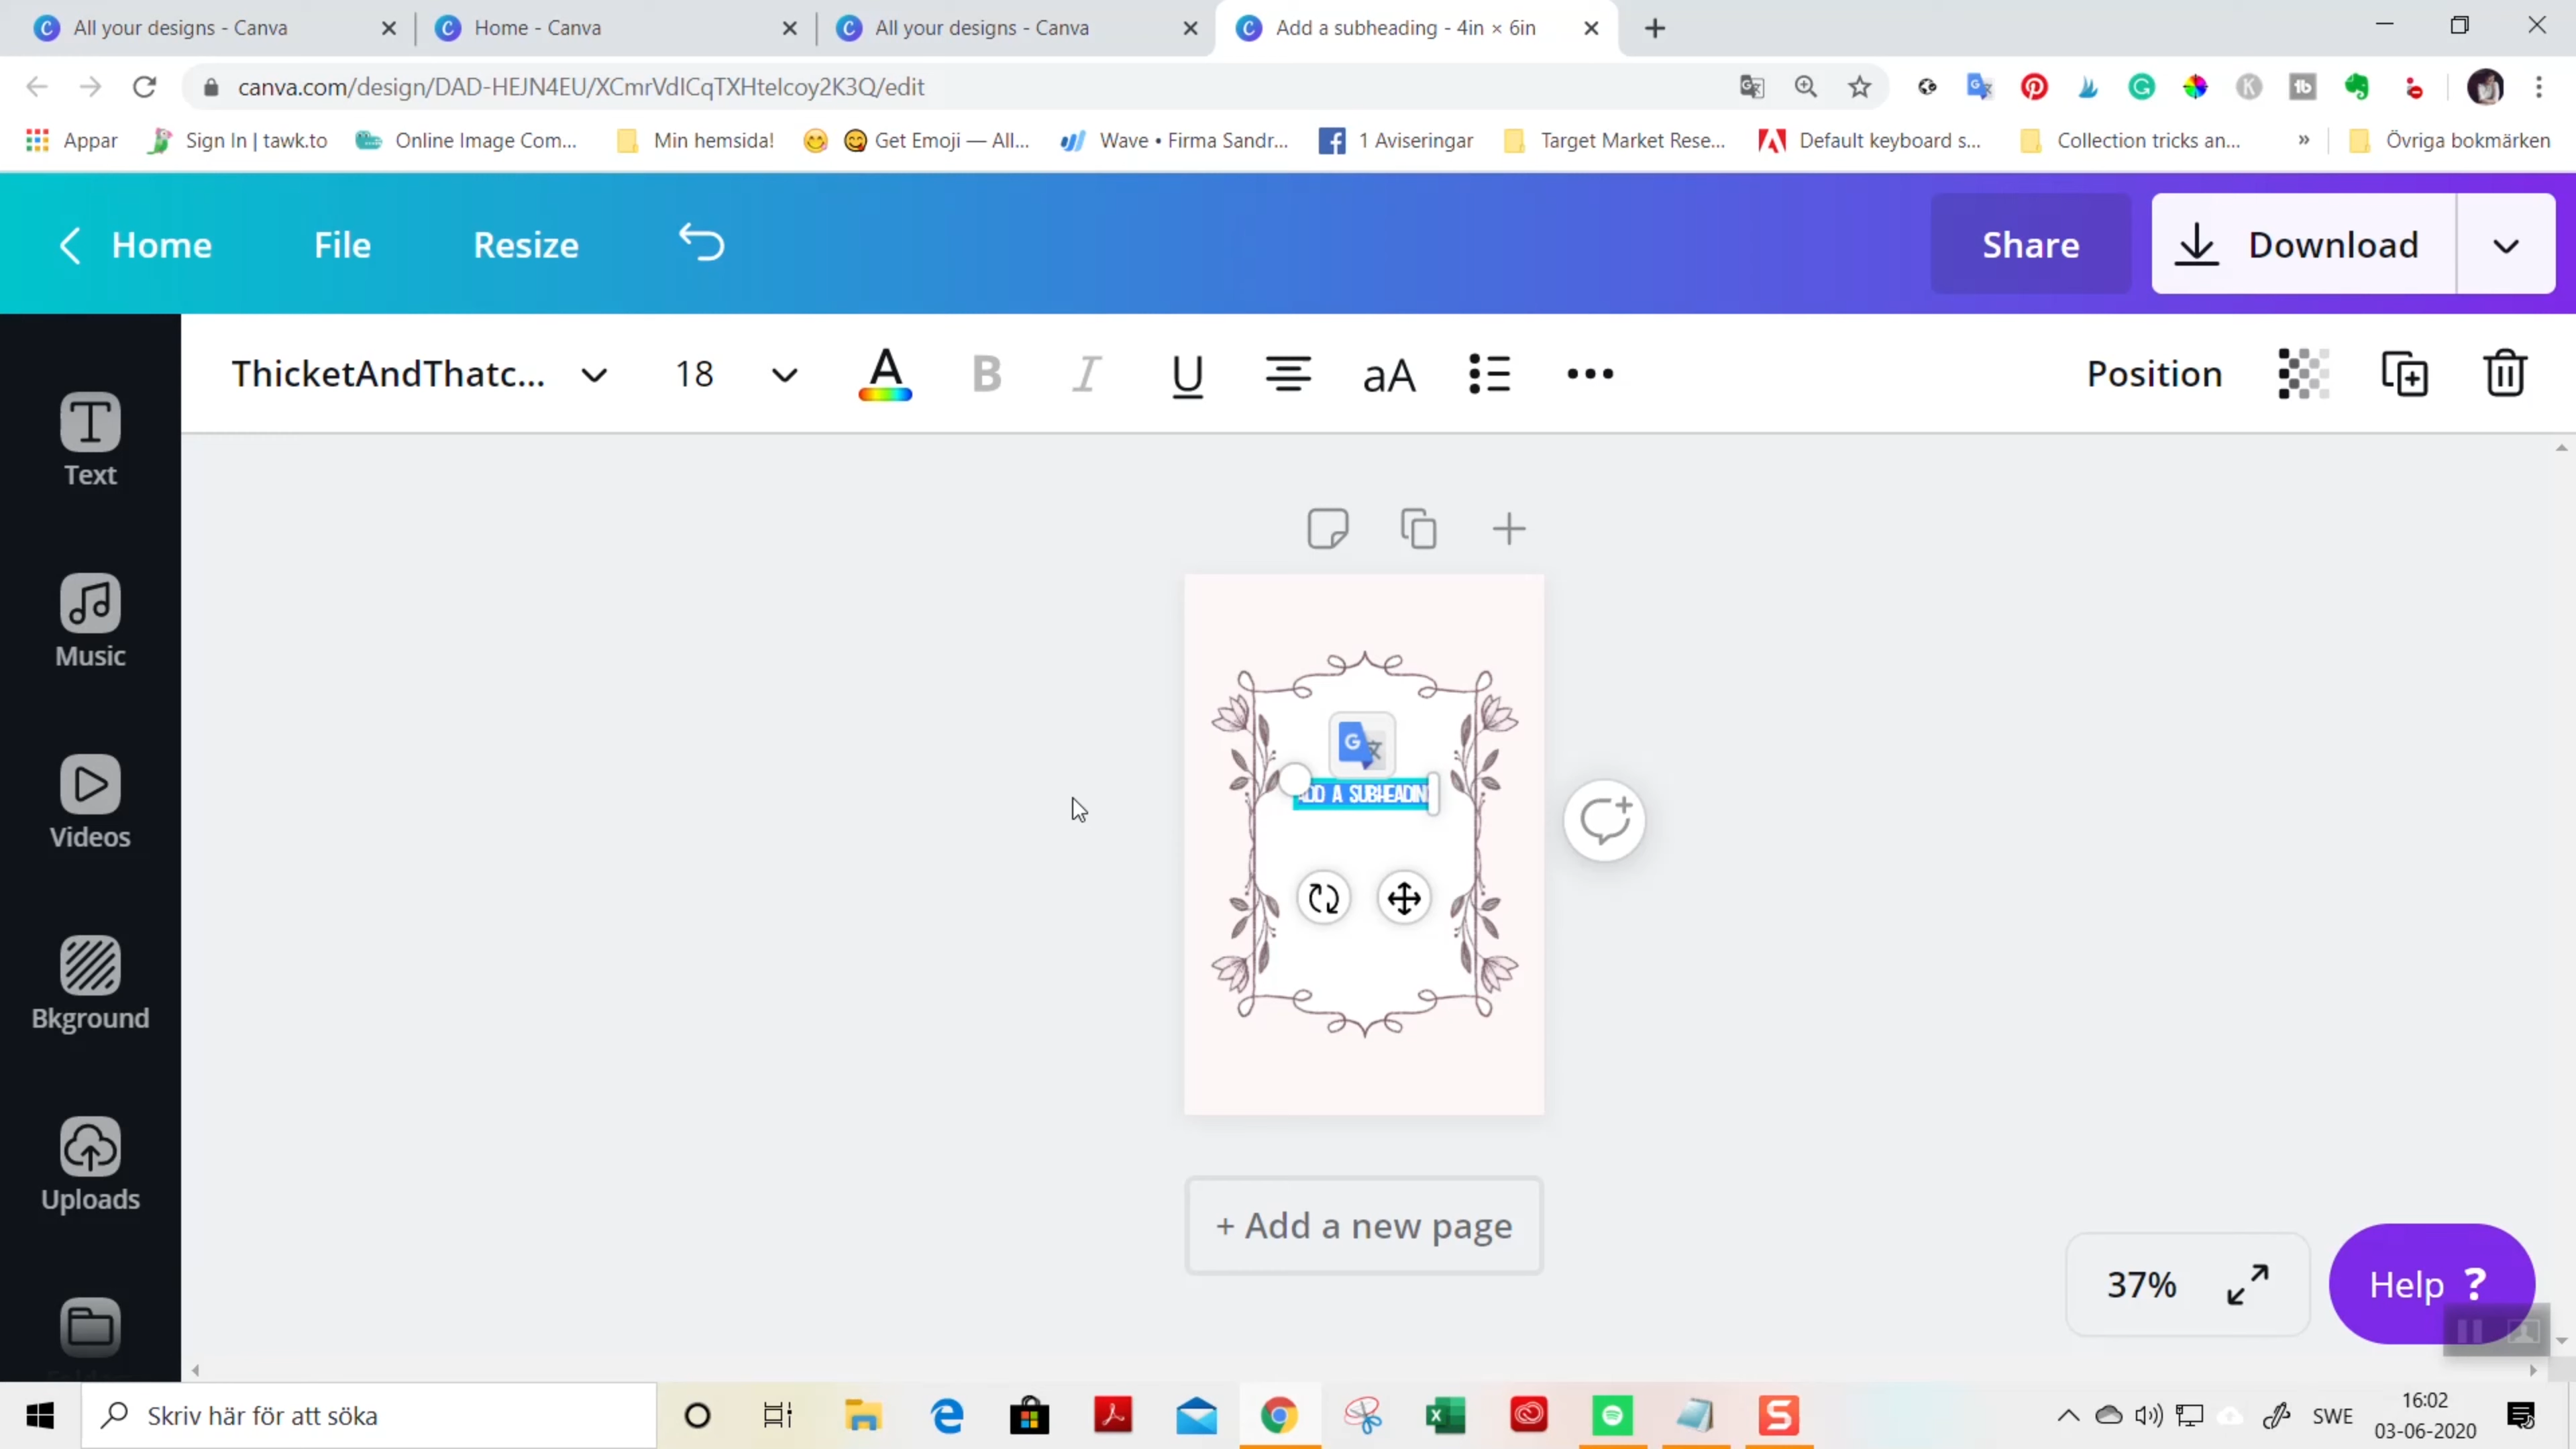 All your designs - Canva
Home - Canva
All your designs - Canva
Add a subheading - 4in × 6in
canva.com/design/DAD-HEJN4EU/XCmrVdICqTXHteIcoy2K3Q/edit
Appar
Sign In | tawk.to
Online Image Com...
Min hemsida!
Get Emoji — All...
Wave • Firma Sandr...
1 Aviseringar
Target Market Rese...
Default keyboard s...
Collection tricks an...
»
Övriga bokmärken
Home
File
Resize
Share
Download
ThicketAndThatc...
18
A
B
I
U
aA
Position
Text
Music
Videos
Bkground
Uploads
ADD A SUBHEADIN
+ Add a new page
37%
Help ?
Skriv här för att söka
SWE
16:02
03-06-2020